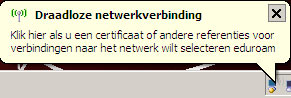 Draadloze netwerkverbinding
Klik hier als u een certificaat of andere referenties voor
verbindingen naar het netwerk wilt selecteren eduroam